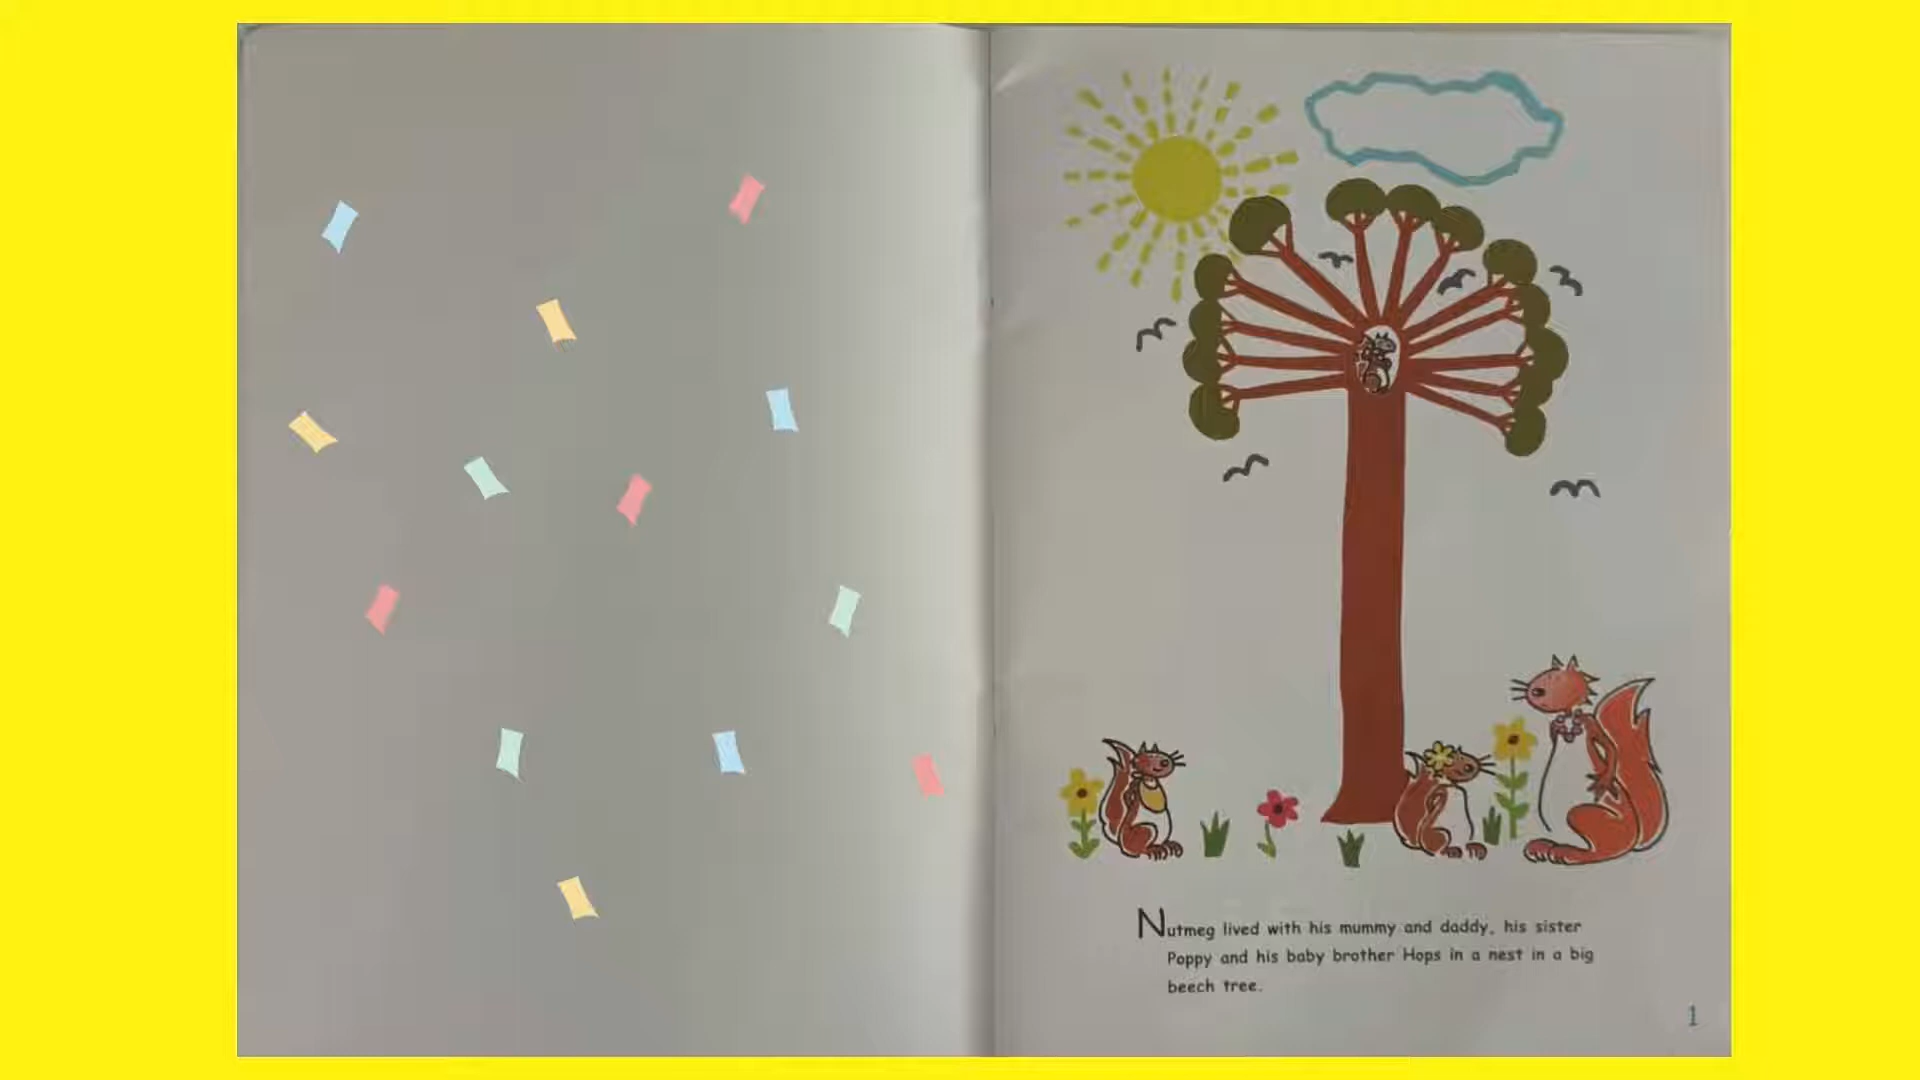 Nutmeg lived with his mummy and daddy, his sister
Poppy and his baby brother Hops in a nest in a big
beech tree.
1